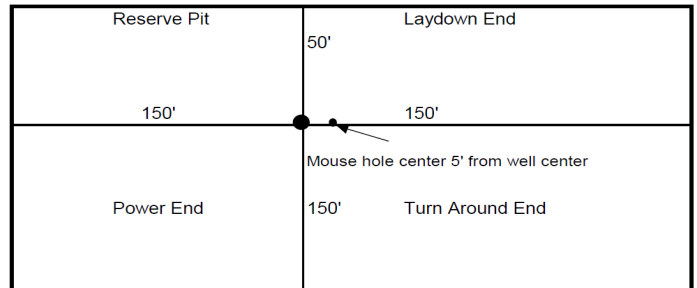 Reserve Pit
Laydown End
50'
150'
150'
Mouse hole center 5' from well center
Power End
150'
Turn Around End